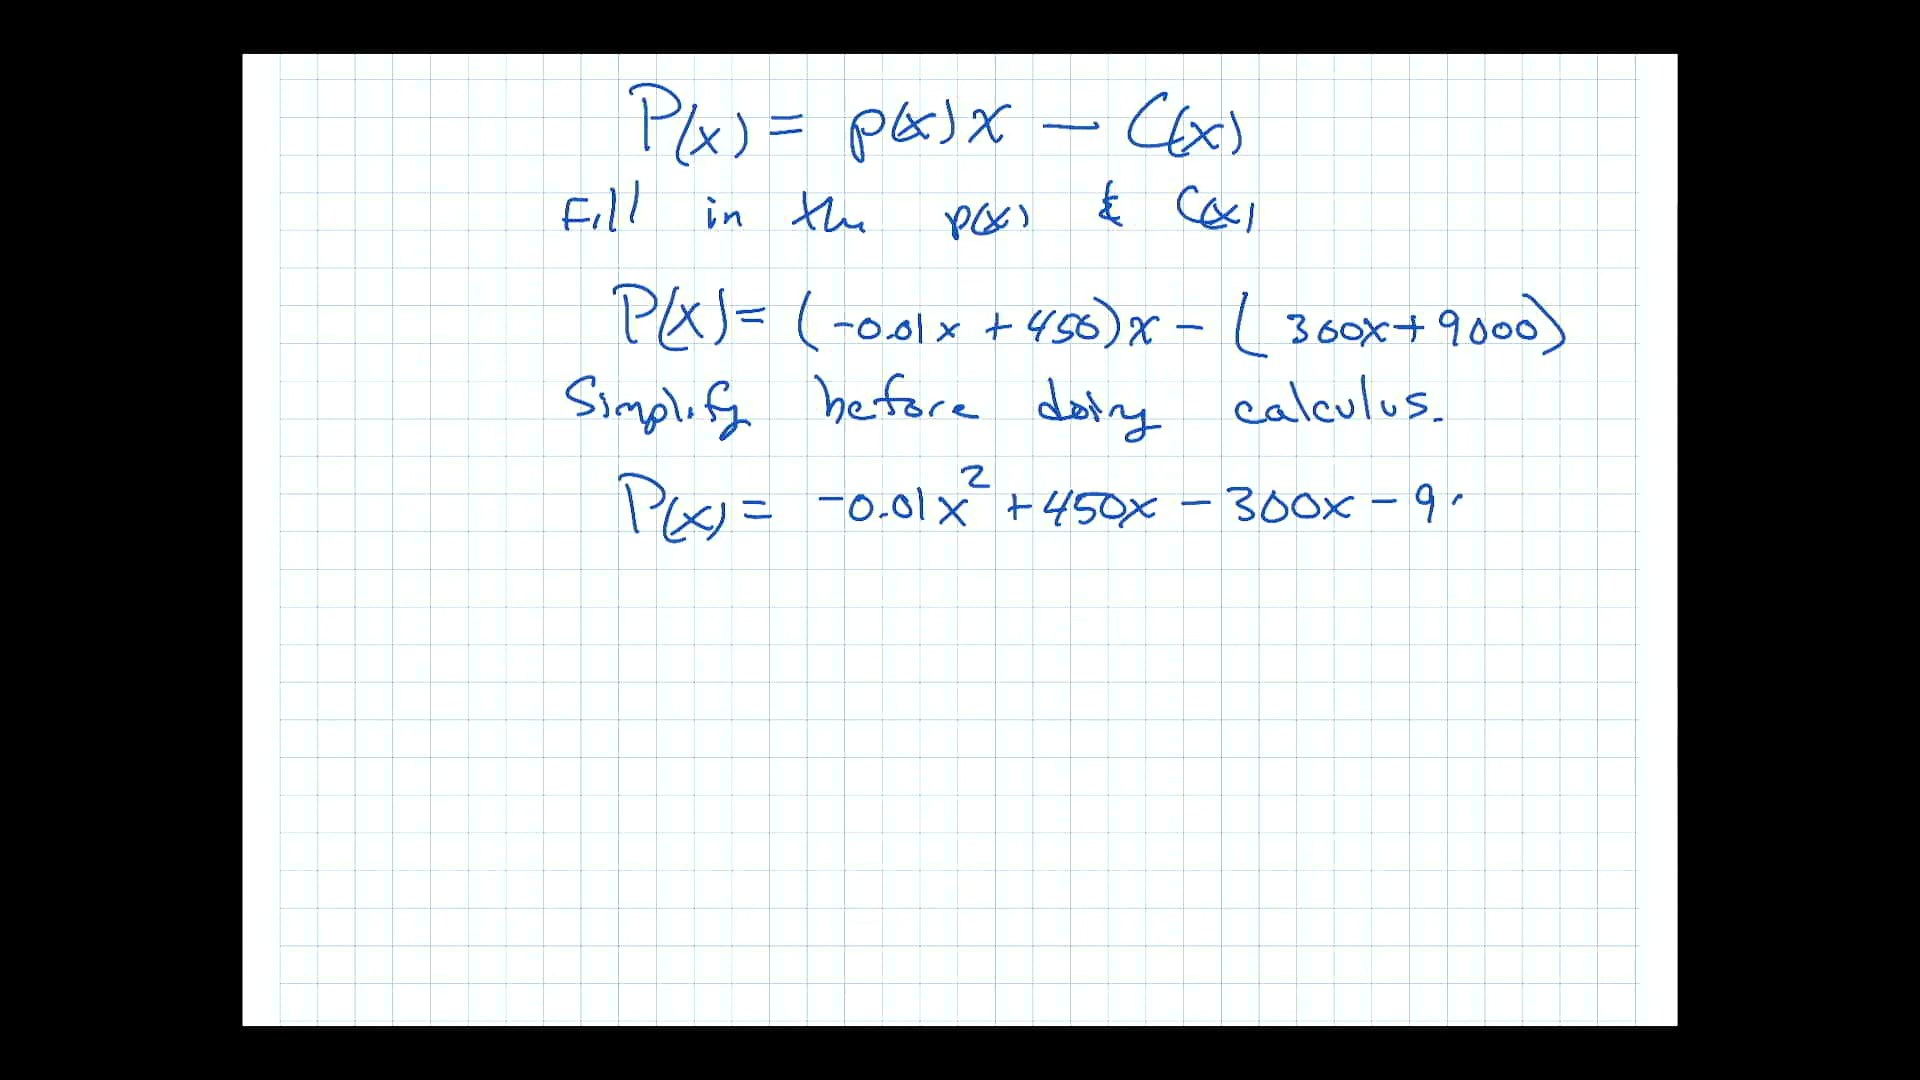 P(x) = p(x)x − C(x)
Fill in the p(x) & C(x)
P(x) = (-0.01x + 450)x - (300x + 9000)
Simplify before doing calculus.
P(x) = -0.01x² + 450x - 300x - 9